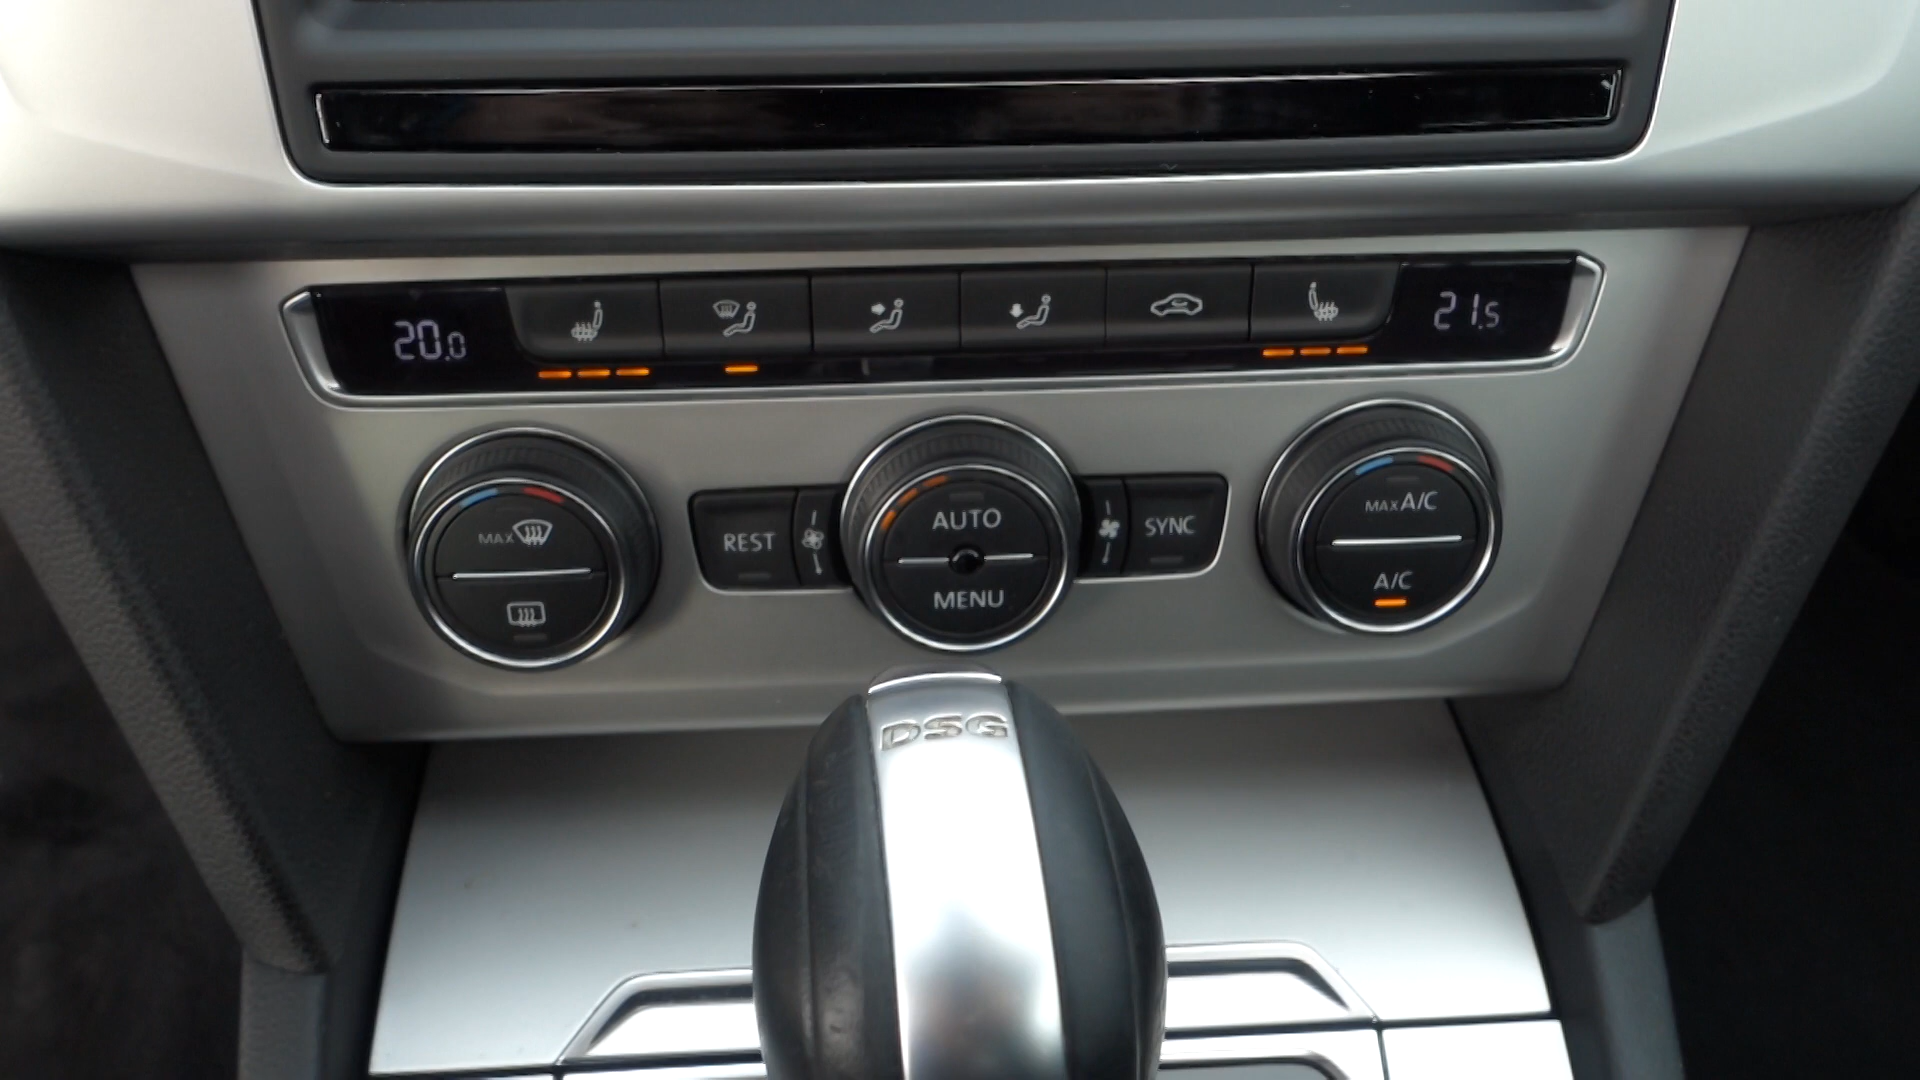 20.0
21.5
MAX
REST
AUTO
MENU
SYNC
MAX A/C
A/C
DSG